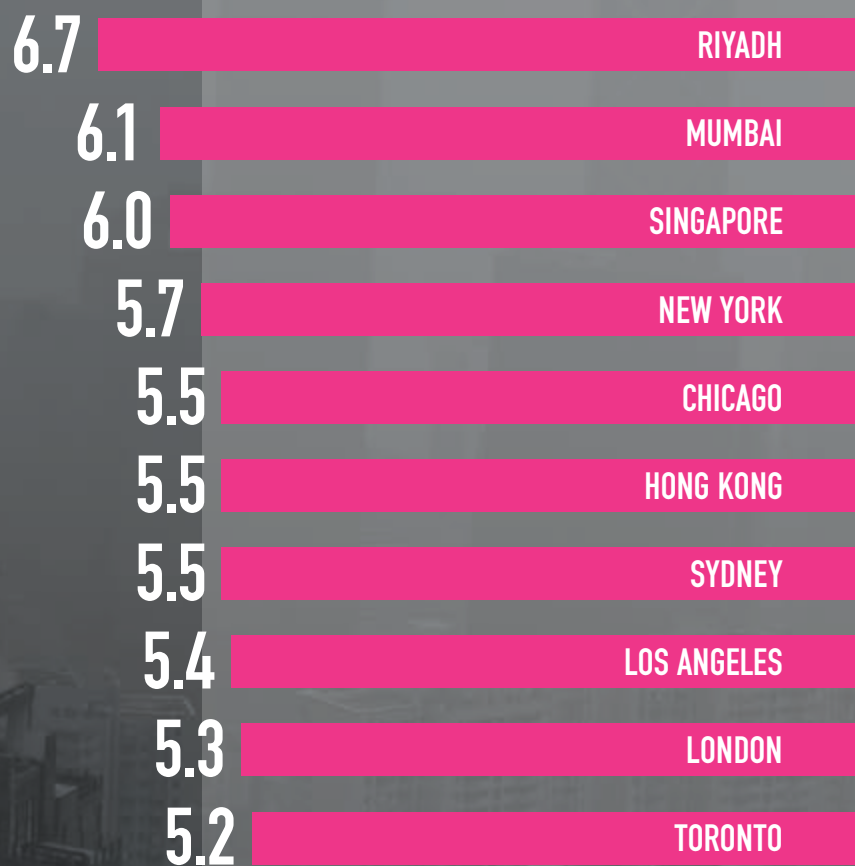 6.7 RIYADH
6.1 MUMBAI
6.0 SINGAPORE
5.7 NEW YORK
5.5 CHICAGO
5.5 HONG KONG
5.5 SYDNEY
5.4 LOS ANGELES
5.3 LONDON
5.2 TORONTO